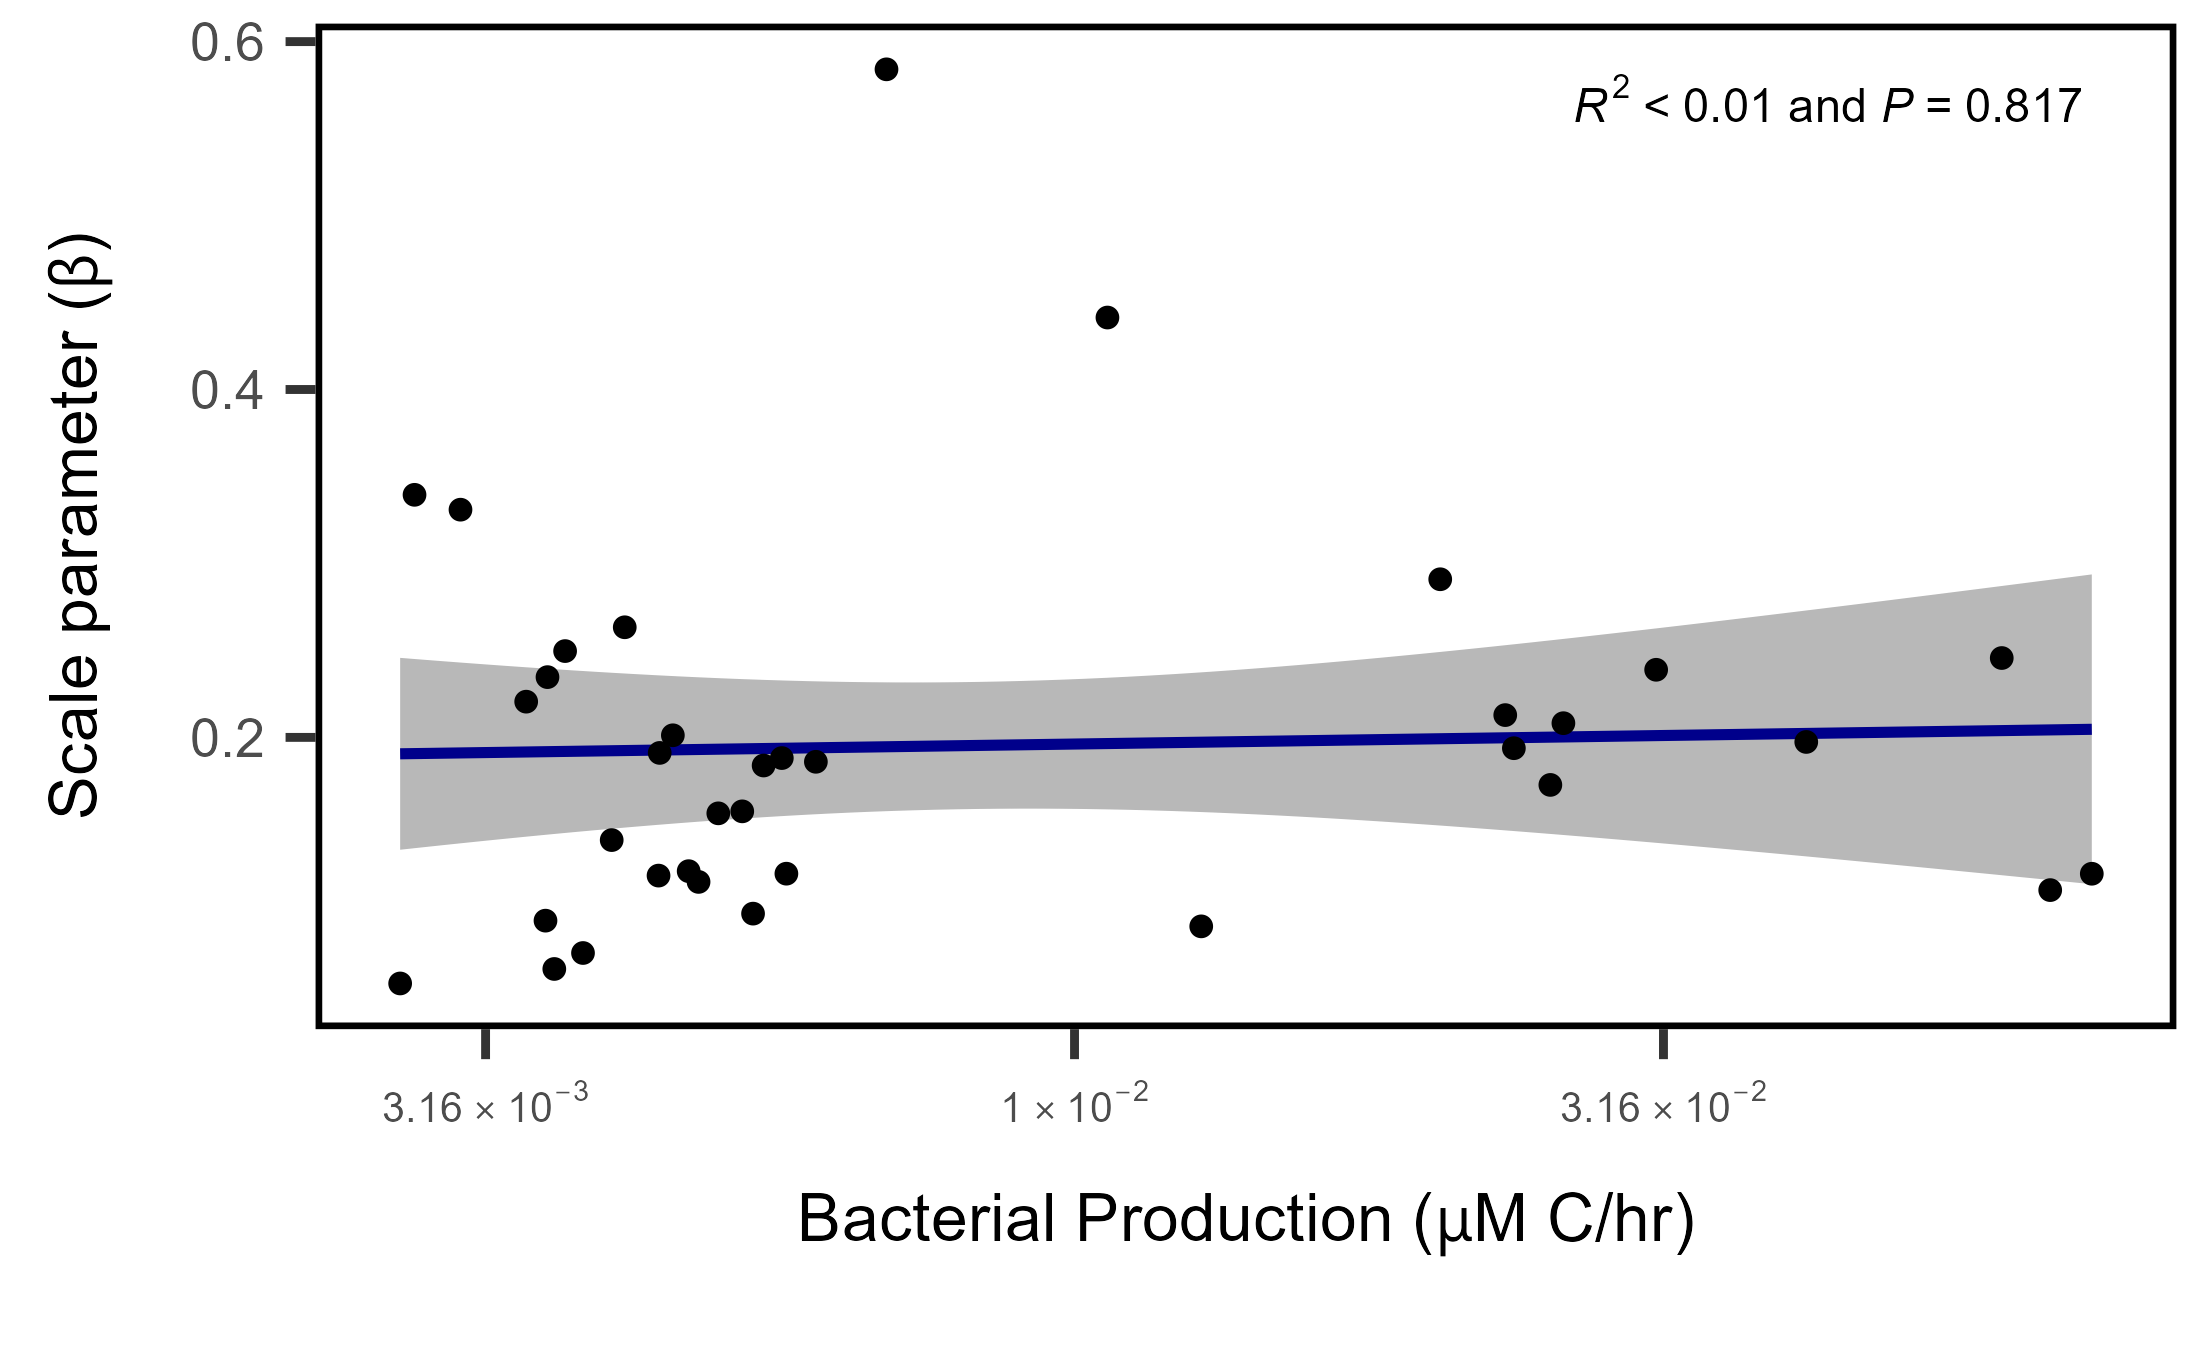 0.6
R² < 0.01 and P = 0.817
0.4
0.2
Scale parameter (β)
3.16 × 10⁻³
1 × 10⁻²
3.16 × 10⁻²
Bacterial Production (μM C/hr)